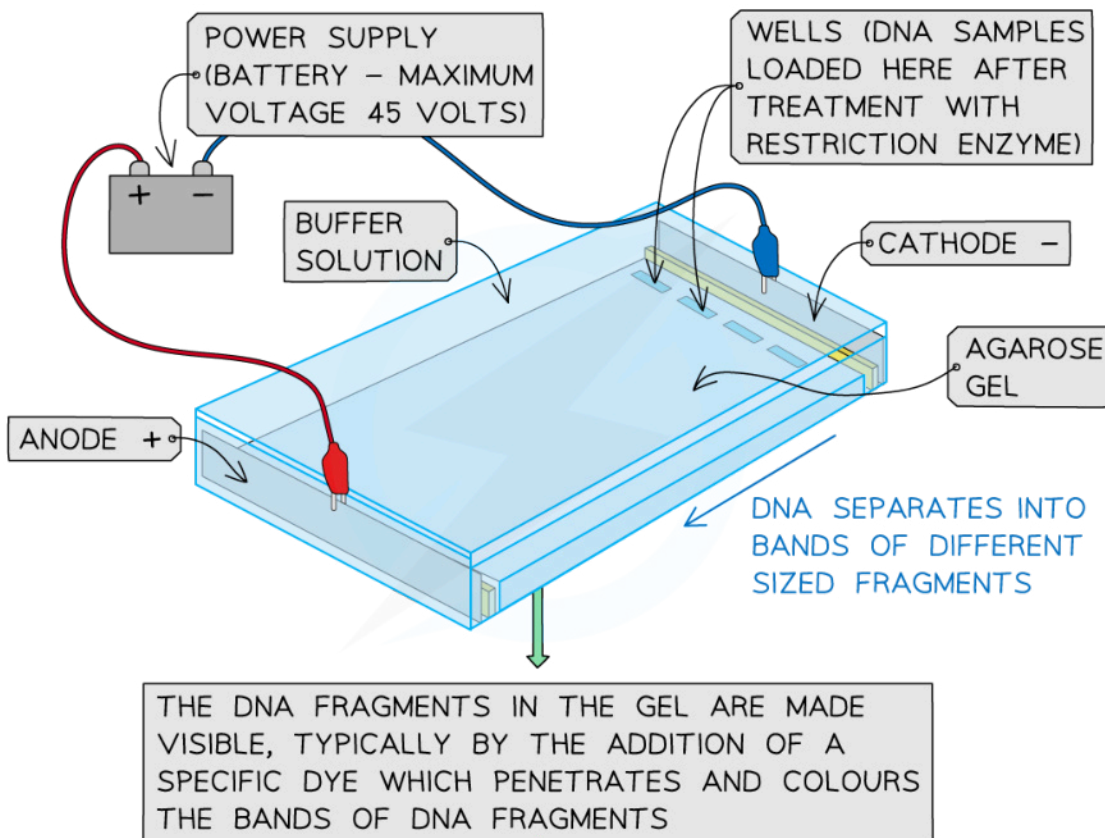 POWER SUPPLY
(BATTERY – MAXIMUM
VOLTAGE 45 VOLTS)
WELLS (DNA SAMPLES
LOADED HERE AFTER
TREATMENT WITH
RESTRICTION ENZYME)
+ –
BUFFER
SOLUTION
CATHODE –
AGAROSE
GEL
ANODE +
DNA SEPARATES INTO
BANDS OF DIFFERENT
SIZED FRAGMENTS
THE DNA FRAGMENTS IN THE GEL ARE MADE
VISIBLE, TYPICALLY BY THE ADDITION OF A
SPECIFIC DYE WHICH PENETRATES AND COLOURS
THE BANDS OF DNA FRAGMENTS